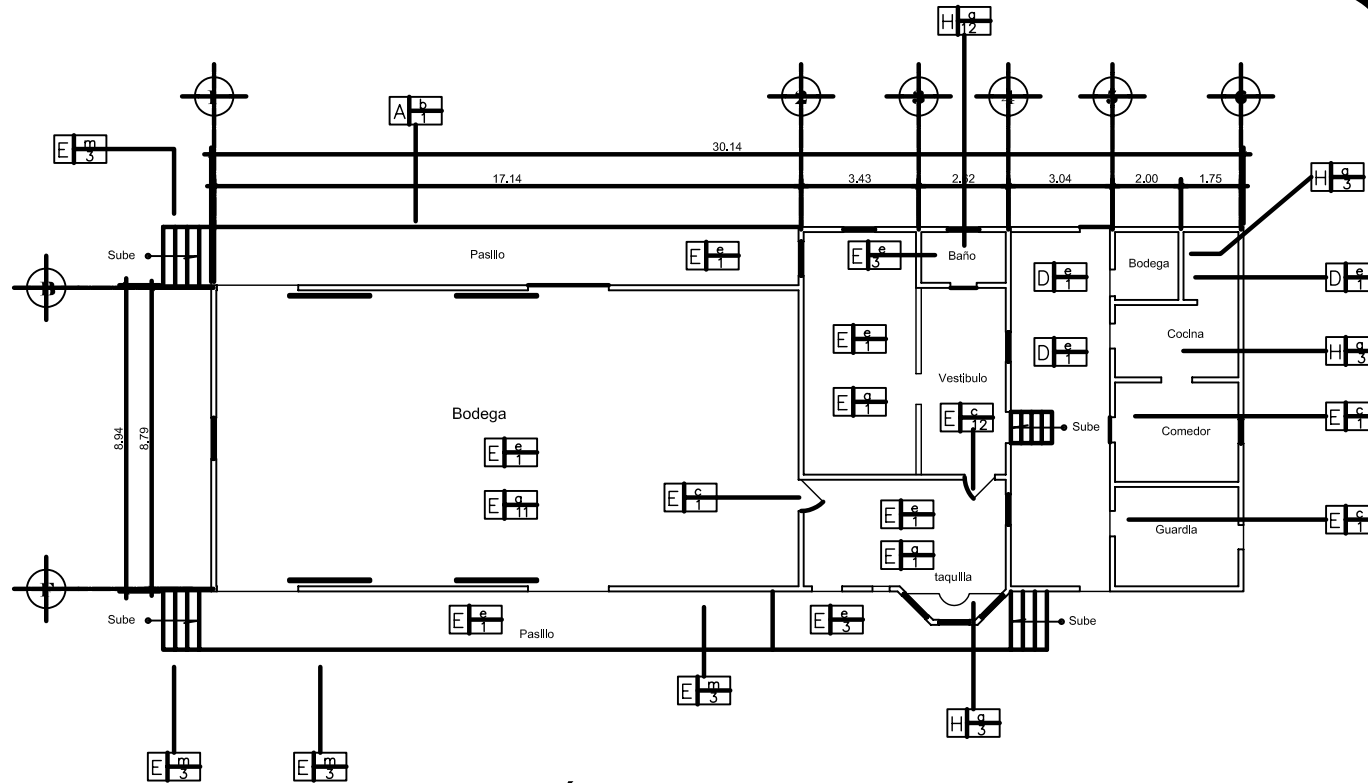 H g 12
A b 1
E m 3
30.14
17.14 3.43 2.62 3.04 2.00 1.75
H g 3
Sube
Pasillo
E e 1
E e 3
Baño
D e 1
Bodega
D e 1
E e 1
D e 1
Cocina
H g 3
Vestibulo
E g 1
E c 12
Sube
Comedor
E c 1
8.94
8.79
Bodega
E e 1
E c 1
E g 11
E e 1
Guardia
E c 1
E g 1
taquilla
Sube
E e 1
Pasillo
E e 3
Sube
E m 3
H g 3
E m 3
E m 3